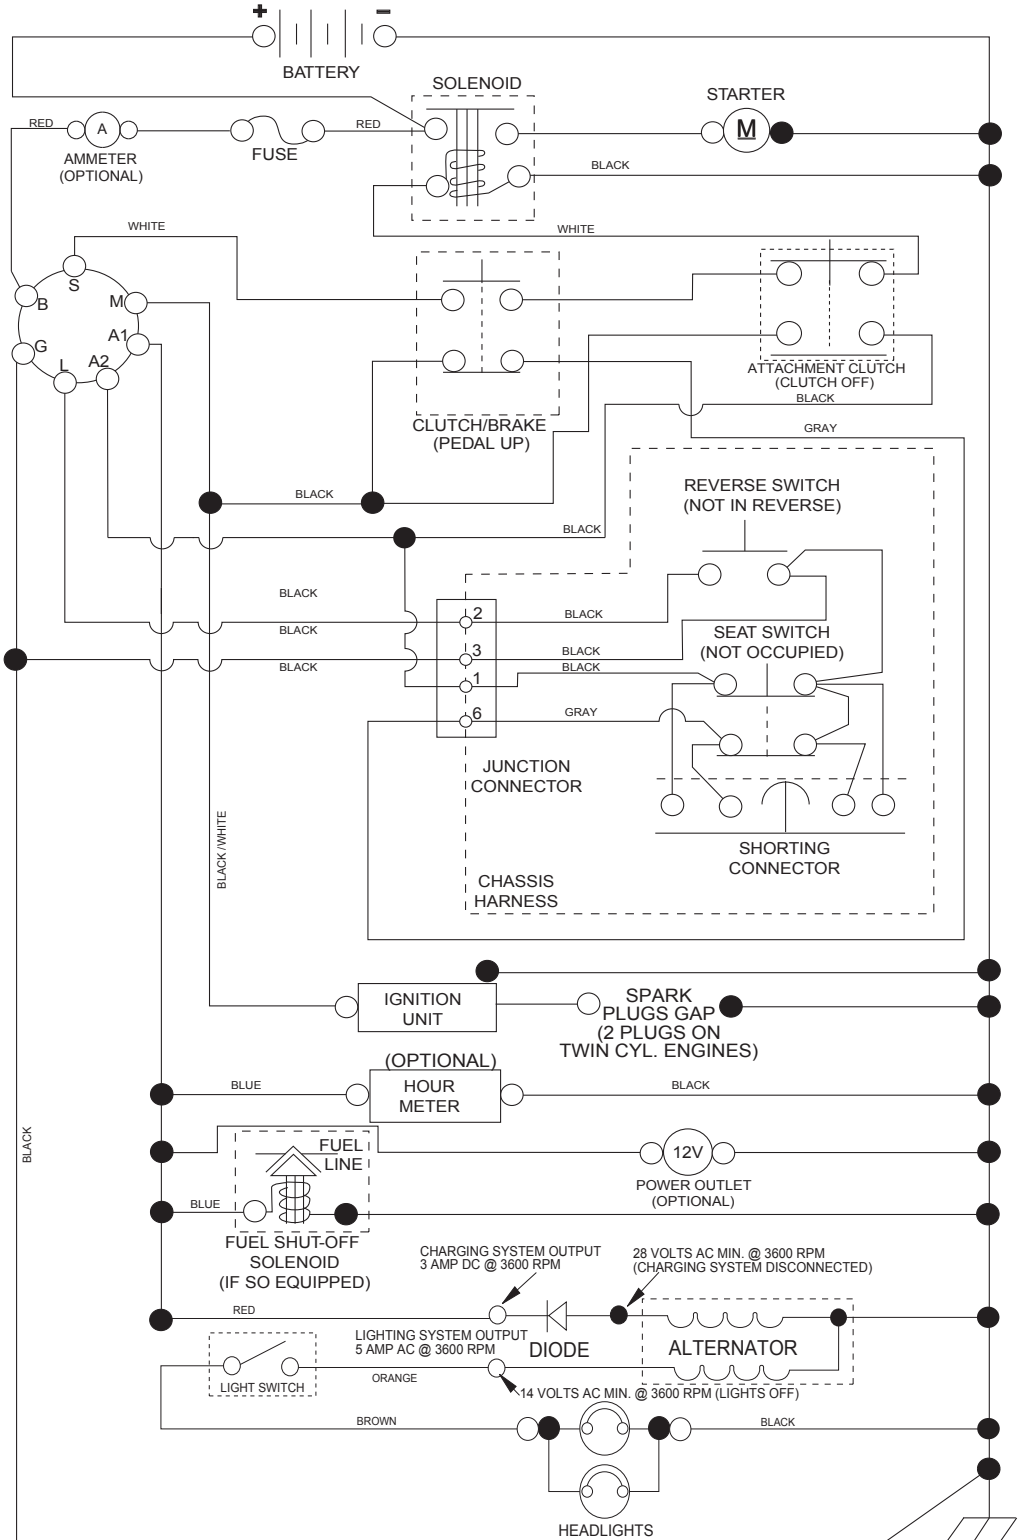 + −
BATTERY
SOLENOID
STARTER
M
RED
A
AMMETER
(OPTIONAL)
FUSE
RED
BLACK
WHITE
WHITE
S
B
M
G
A1
L
A2
ATTACHMENT CLUTCH
(CLUTCH OFF)
BLACK
CLUTCH/BRAKE
(PEDAL UP)
GRAY
BLACK
BLACK
REVERSE SWITCH
(NOT IN REVERSE)
BLACK
BLACK
BLACK
2
BLACK
3
BLACK
BLACK
1
6
GRAY
SEAT SWITCH
(NOT OCCUPIED)
JUNCTION
CONNECTOR
SHORTING
CONNECTOR
CHASSIS
HARNESS
BLACK /WHITE
IGNITION
UNIT
SPARK
PLUGS GAP
(2 PLUGS ON
TWIN CYL. ENGINES)
(OPTIONAL)
HOUR
METER
BLUE
BLACK
BLACK
FUEL
LINE
12V
POWER OUTLET
(OPTIONAL)
BLUE
FUEL SHUT-OFF
SOLENOID
(IF SO EQUIPPED)
CHARGING SYSTEM OUTPUT
3 AMP DC @ 3600 RPM
28 VOLTS AC MIN. @ 3600 RPM
(CHARGING SYSTEM DISCONNECTED)
RED
DIODE
ALTERNATOR
LIGHTING SYSTEM OUTPUT
5 AMP AC @ 3600 RPM
LIGHT SWITCH
ORANGE
14 VOLTS AC MIN. @ 3600 RPM (LIGHTS OFF)
BROWN
BLACK
HEADLIGHTS